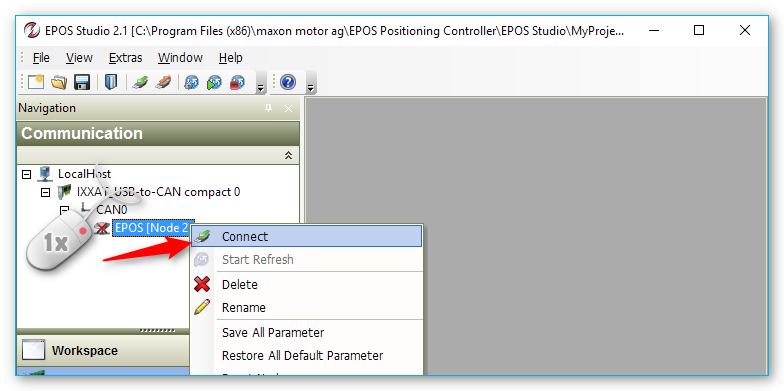 EPOS Studio 2.1 [C:\Program Files (x86)\maxon motor ag\EPOS Positioning Controller\EPOS Studio\MyProje...
File View Extras Window Help
Navigation
Communication
LocalHost
IXXAT_USB-to-CAN compact 0
CAN0
EPOS [Node 2
1x
Connect
Start Refresh
Delete
Rename
Save All Parameter
Workspace
Restore All Default Parameter